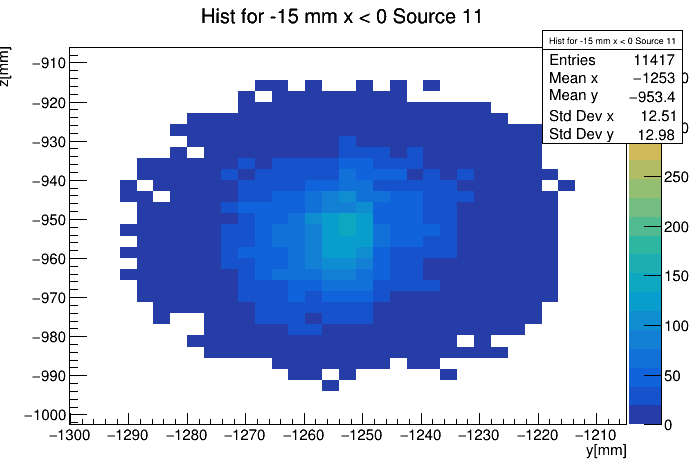 Hist for -15 mm x < 0 Source 11
z[mm]
Hist for -15 mm x < 0 Source 11
Entries 11417
Mean x −1253
Mean y −953.4
Std Dev x 12.51
Std Dev y 12.98
−910
−920
−930
−940
−950
−960
−970
−980
−990
−1000
−1300 −1290 −1280 −1270 −1260 −1250 −1240 −1230 −1220 −1210
y[mm]
250
200
150
100
50
0